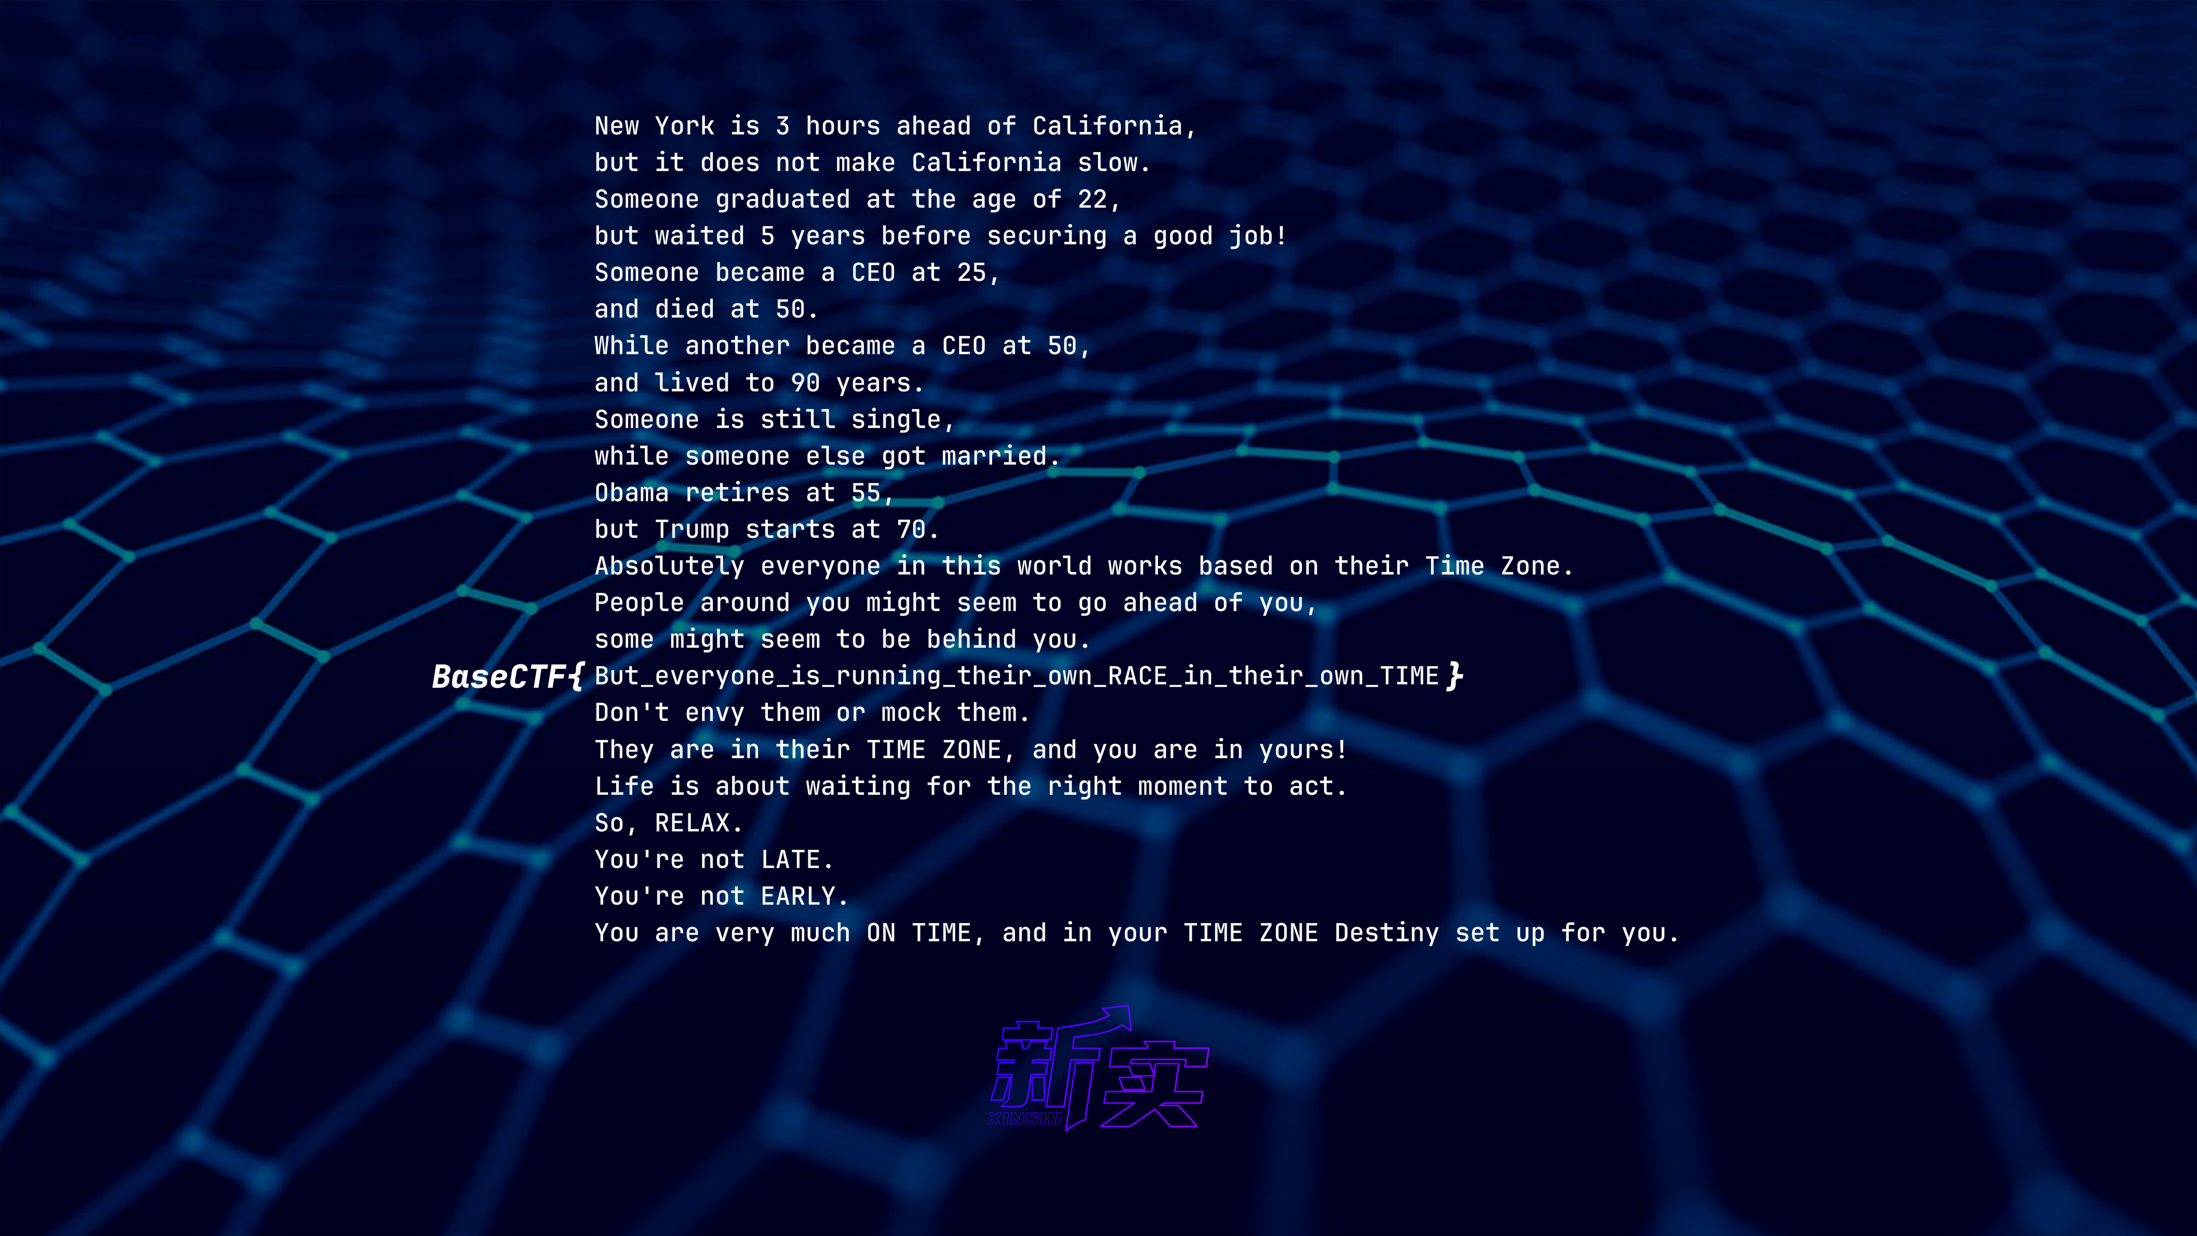 New York is 3 hours ahead of California,
but it does not make California slow.
Someone graduated at the age of 22,
but waited 5 years before securing a good job!
Someone became a CEO at 25,
and died at 50.
While another became a CEO at 50,
and lived to 90 years.
Someone is still single,
while someone else got married.
Obama retires at 55,
but Trump starts at 70.
Absolutely everyone in this world works based on their Time Zone.
People around you might seem to go ahead of you,
some might seem to be behind you.
BaseCTF{But_everyone_is_running_their_own_RACE_in_their_own_TIME}
Don't envy them or mock them.
They are in their TIME ZONE, and you are in yours!
Life is about waiting for the right moment to act.
So, RELAX.
You're not LATE.
You're not EARLY.
You are very much ON TIME, and in your TIME ZONE Destiny set up for you.
新实
XINSHI